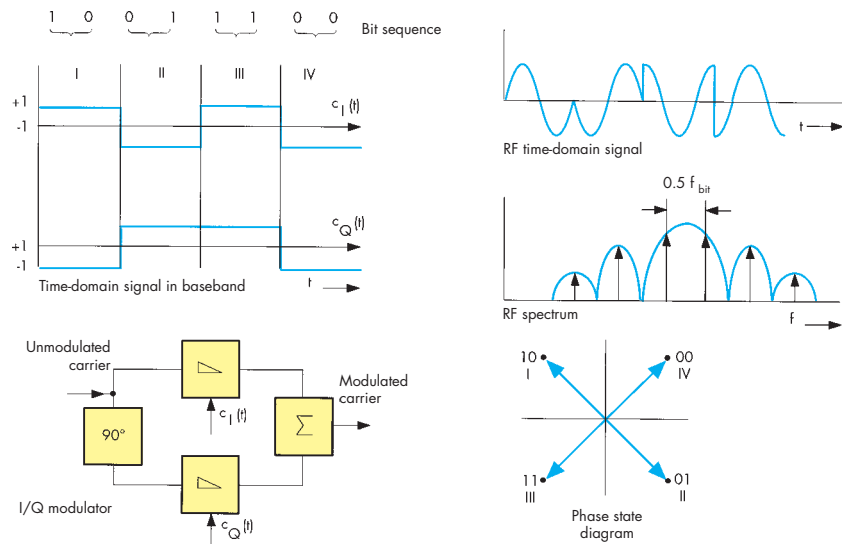 1 0 0 1 1 1 0 0 Bit sequence
I II III IV
+1
-1
c_I(t)
+1
-1
c_Q(t)
Time-domain signal in baseband t
RF time-domain signal t
0.5 f_bit
RF spectrum f
Unmodulated
carrier
90°
c_I(t)
Σ
Modulated
carrier
c_Q(t)
I/Q modulator
10
I
00
IV
11
III
01
II
Phase state
diagram